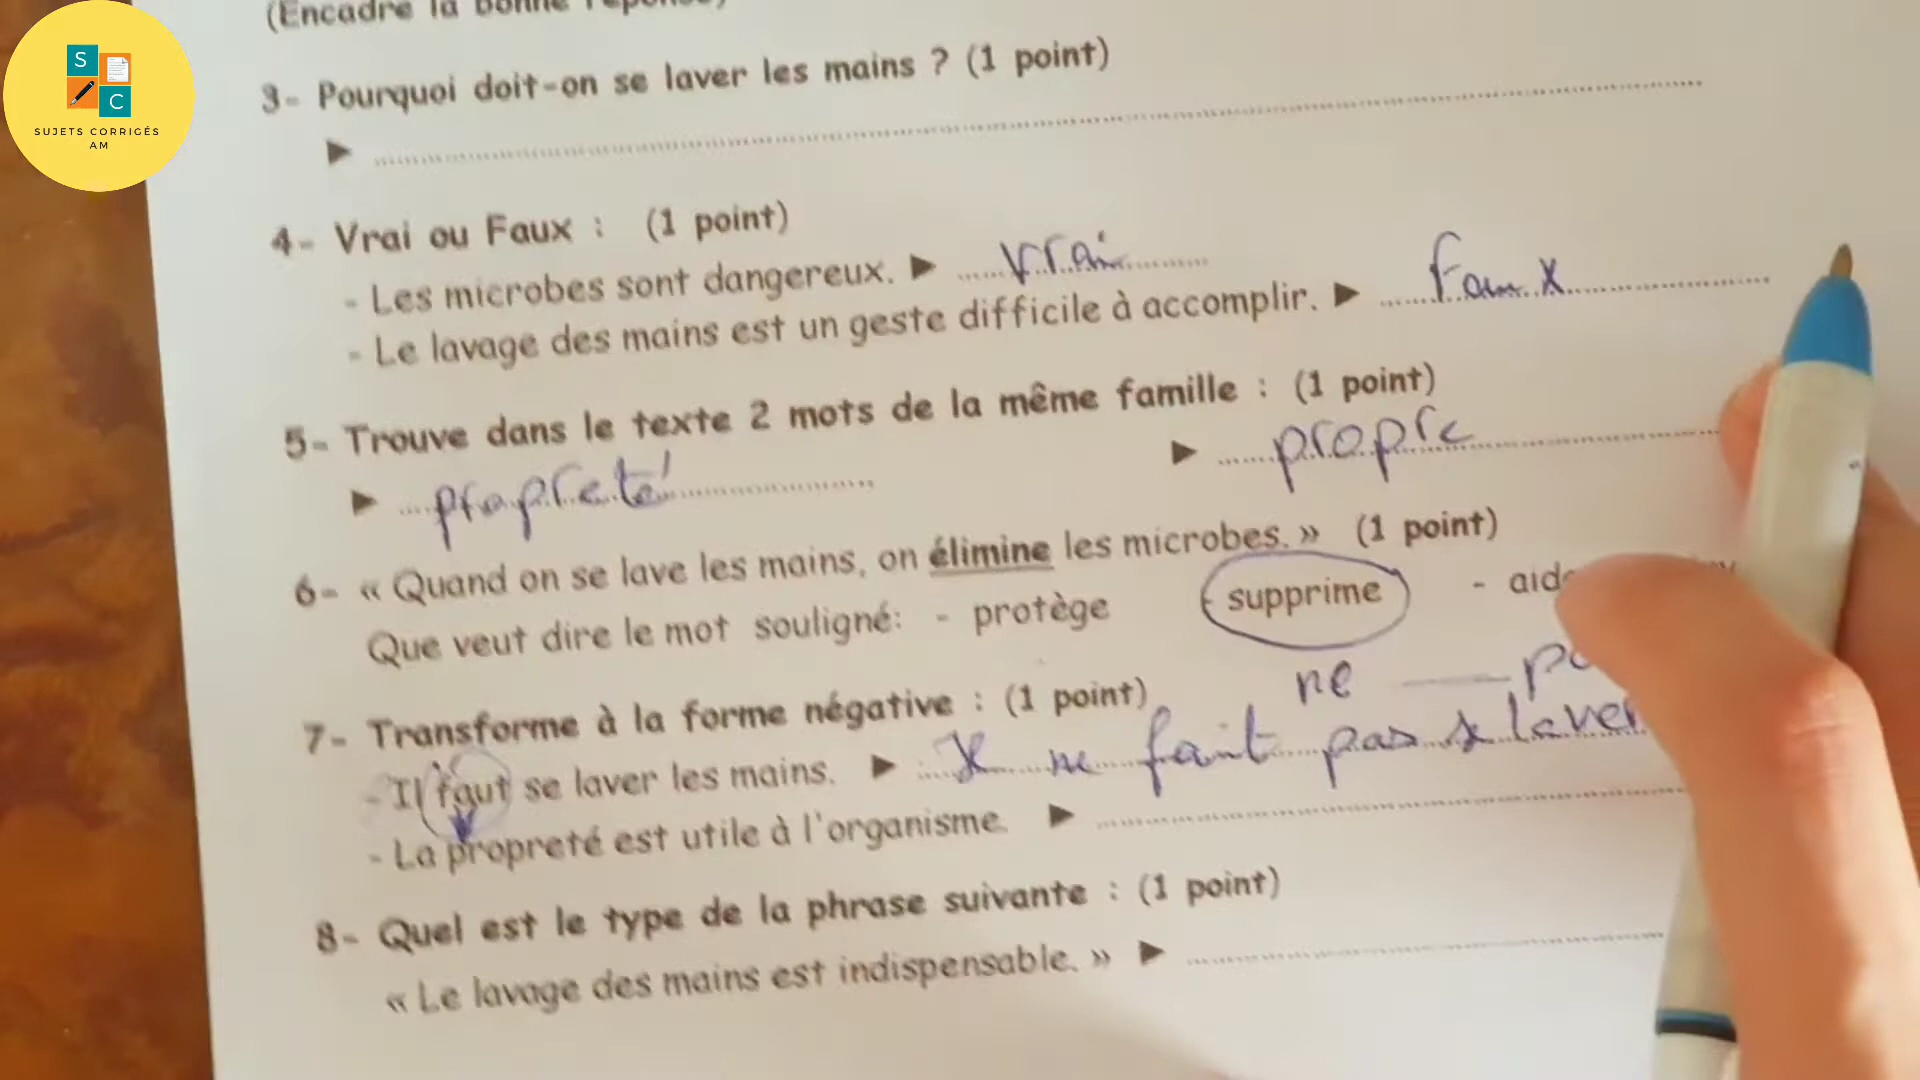 (Encadre la bonne réponse)
S
C
SUJETS CORRIGÉS
AM
3- Pourquoi doit-on se laver les mains ? (1 point)
4- Vrai ou Faux : (1 point)
- Les microbes sont dangereux. ► vrai
- Le lavage des mains est un geste difficile à accomplir. ► Faux
5- Trouve dans le texte 2 mots de la même famille : (1 point)
► propreté ► propre
6- « Quand on se lave les mains, on élimine les microbes. » (1 point)
Que veut dire le mot souligné: - protège - supprime -
ne
7- Transforme à la forme négative : (1 point)
- Il faut se laver les mains. ► Il ne fait pas se laver
- La propreté est utile à l'organisme. ►
8- Quel est le type de la phrase suivante : (1 point)
« Le lavage des mains est indispensable. » ►